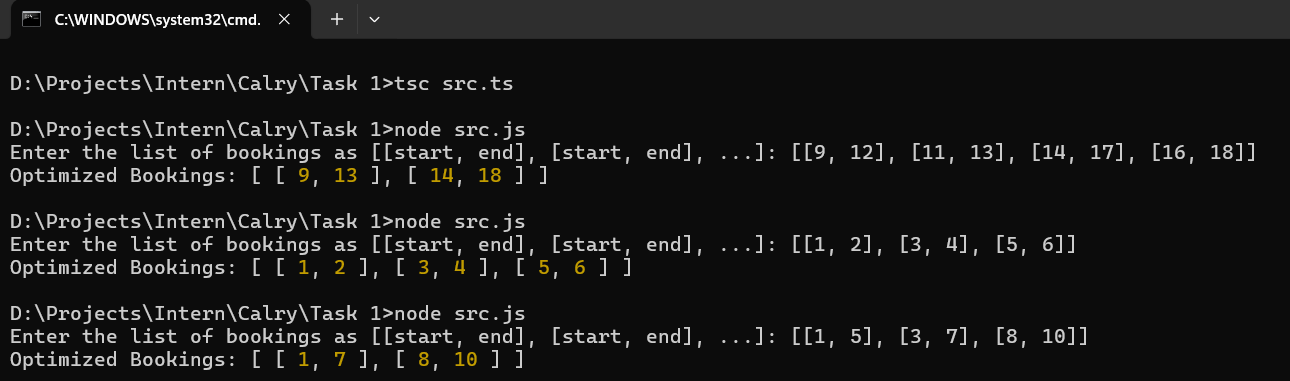 C:\WINDOWS\system32\cmd.
D:\Projects\Intern\Calry\Task 1>tsc src.ts
D:\Projects\Intern\Calry\Task 1>node src.js
Enter the list of bookings as [[start, end], [start, end], ...]: [[9, 12], [11, 13], [14, 17], [16, 18]]
Optimized Bookings: [ [ 9, 13 ], [ 14, 18 ] ]
D:\Projects\Intern\Calry\Task 1>node src.js
Enter the list of bookings as [[start, end], [start, end], ...]: [[1, 2], [3, 4], [5, 6]]
Optimized Bookings: [ [ 1, 2 ], [ 3, 4 ], [ 5, 6 ] ]
D:\Projects\Intern\Calry\Task 1>node src.js
Enter the list of bookings as [[start, end], [start, end], ...]: [[1, 5], [3, 7], [8, 10]]
Optimized Bookings: [ [ 1, 7 ], [ 8, 10 ] ]